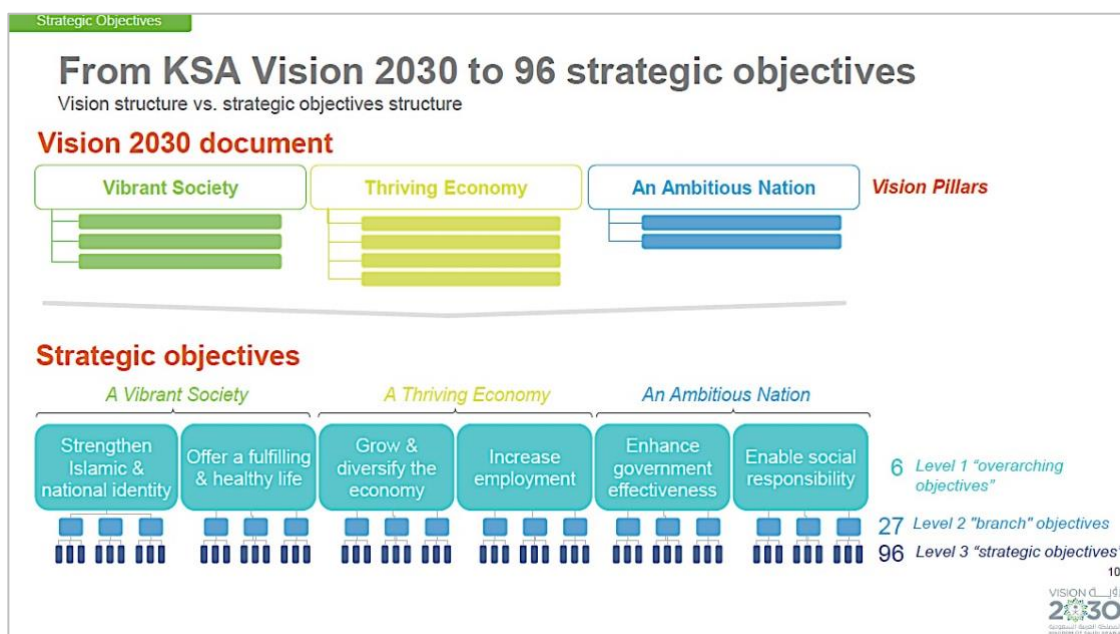 Strategic Objectives
From KSA Vision 2030 to 96 strategic objectives
Vision structure vs. strategic objectives structure
Vision 2030 document
Vibrant Society
Thriving Economy
An Ambitious Nation
Vision Pillars
Strategic objectives
A Vibrant Society
A Thriving Economy
An Ambitious Nation
Strengthen
Islamic &
national identity
Offer a fulfilling
& healthy life
Grow &
diversify the
economy
Increase
employment
Enhance
government
effectiveness
Enable social
responsibility
6 Level 1 "overarching
objectives"
27 Level 2 "branch" objectives
96 Level 3 "strategic objectives"
10
VISION رؤيــة
2030